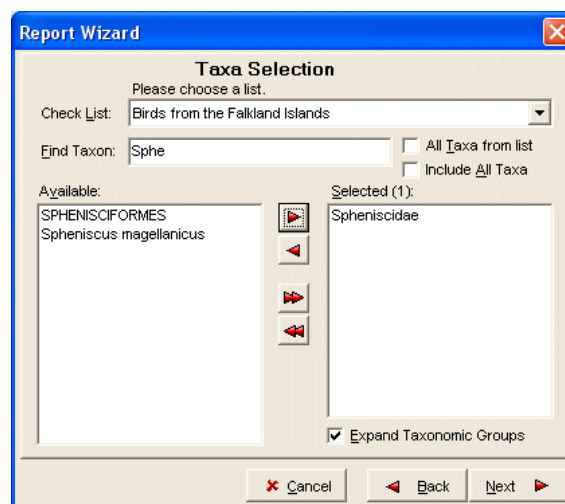 Report Wizard
Taxa Selection
Please choose a list.
Check List: Birds from the Falkland Islands
Find Taxon: Sphe
All Taxa from list
Include All Taxa
Available:
SPHENISCIFORMES
Spheniscus magellanicus
Selected (1):
Spheniscidae
Expand Taxonomic Groups
Cancel Back Next